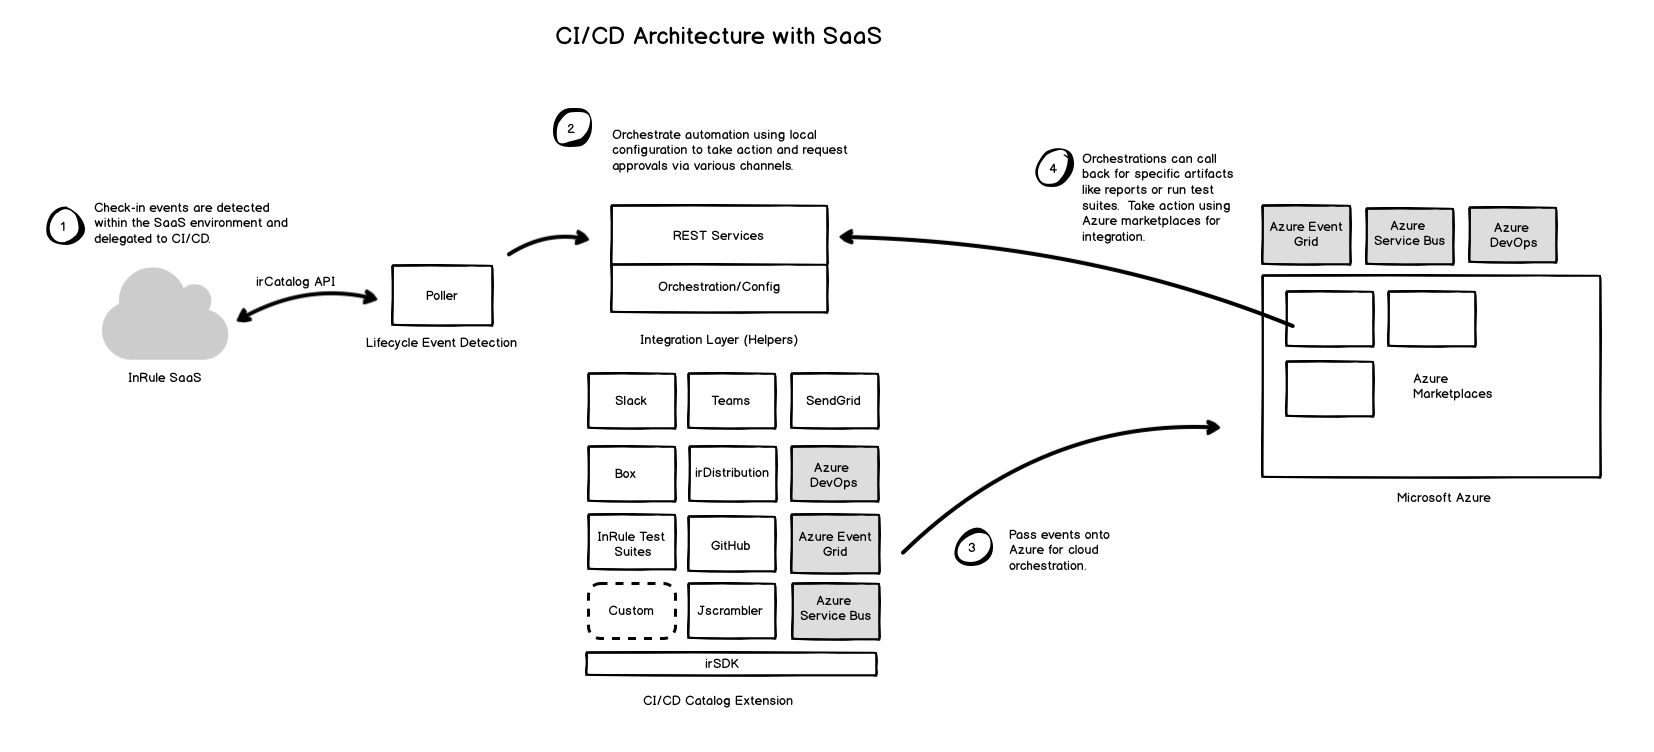 CI/CD Architecture with SaaS
1
Check-in events are detected
within the SaaS environment and
delegated to CI/CD.
irCatalog API
InRule SaaS
Poller
Lifecycle Event Detection
2
Orchestrate automation using local
configuration to take action and request
approvals via various channels.
REST Services
Orchestration/Config
Integration Layer (Helpers)
Slack
Teams
SendGrid
Box
irDistribution
Azure
DevOps
InRule Test
Suites
GitHub
Azure Event
Grid
Custom
Jscrambler
Azure
Service Bus
irSDK
CI/CD Catalog Extension
3
Pass events onto
Azure for cloud
orchestration.
4
Orchestrations can call
back for specific artifacts
like reports or run test
suites. Take action using
Azure marketplaces for
integration.
Azure Event
Grid
Azure
Service Bus
Azure
DevOps
Azure
Marketplaces
Microsoft Azure